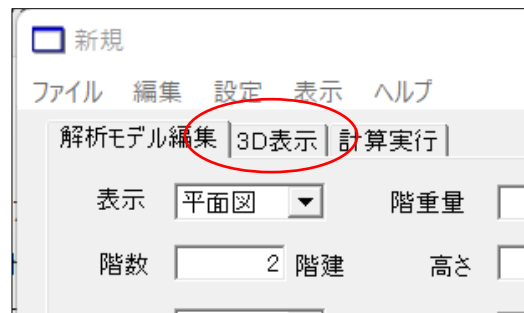 新規
ファイル 編集 設定 表示 ヘルプ
解析モデル編集 3D表示 計算実行
表示 平面図 階重量
階数 2 階建 高さ